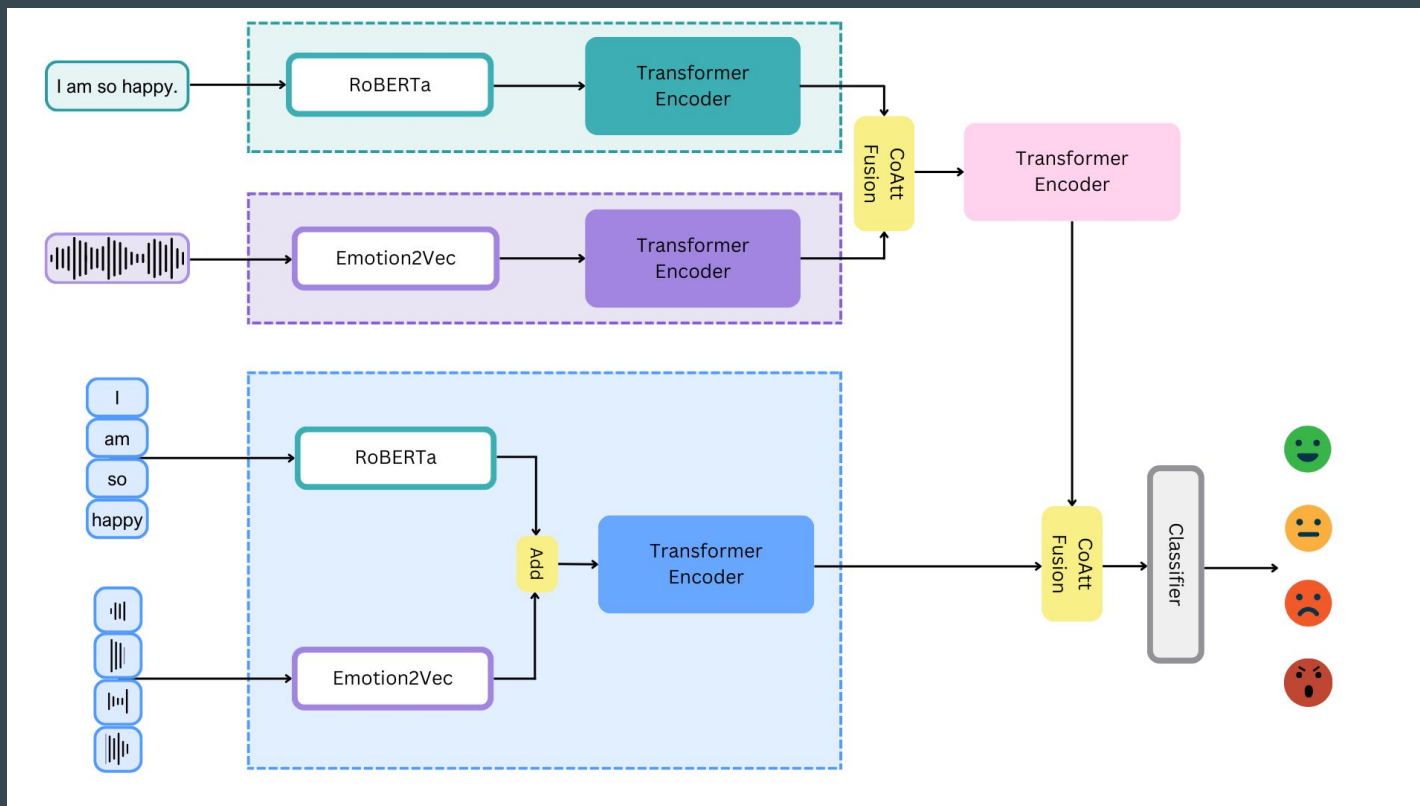 I am so happy.
RoBERTa
Transformer
Encoder
CoAtt
Fusion
Transformer
Encoder
Emotion2Vec
Transformer
Encoder
I
am
so
happy
RoBERTa
Add
Transformer
Encoder
Emotion2Vec
CoAtt
Fusion
Classifier